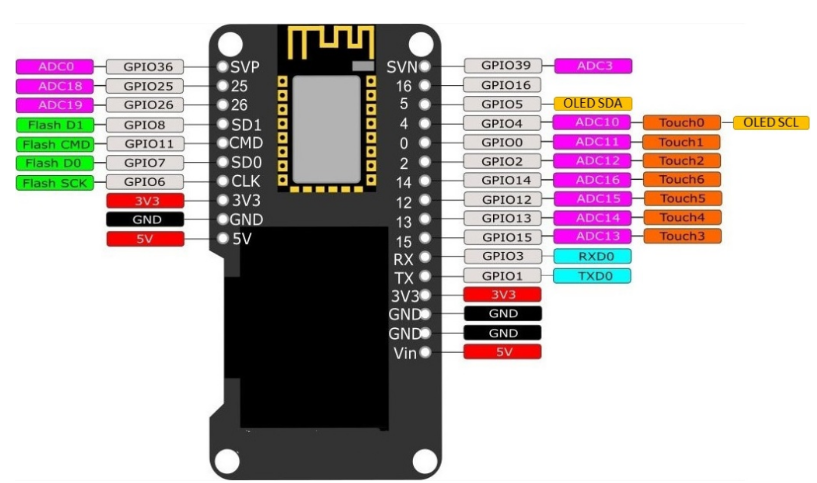 ADC0 GPIO36 SVP SVN GPIO39 ADC3
ADC18 GPIO25 25 16 GPIO16
ADC19 GPIO26 26 5 GPIO5 OLED SDA
Flash D1 GPIO8 SD1 4 GPIO4 ADC10 Touch0 OLED SCL
Flash CMD GPIO11 CMD 0 GPIO0 ADC11 Touch1
Flash D0 GPIO7 SD0 2 GPIO2 ADC12 Touch2
Flash SCK GPIO6 CLK 14 GPIO14 ADC16 Touch6
3V3 3V3 12 GPIO12 ADC15 Touch5
GND GND 13 GPIO13 ADC14 Touch4
5V 5V 15 GPIO15 ADC13 Touch3
RX GPIO3 RXD0
TX GPIO1 TXD0
3V3 3V3
GND GND
GND GND
Vin 5V